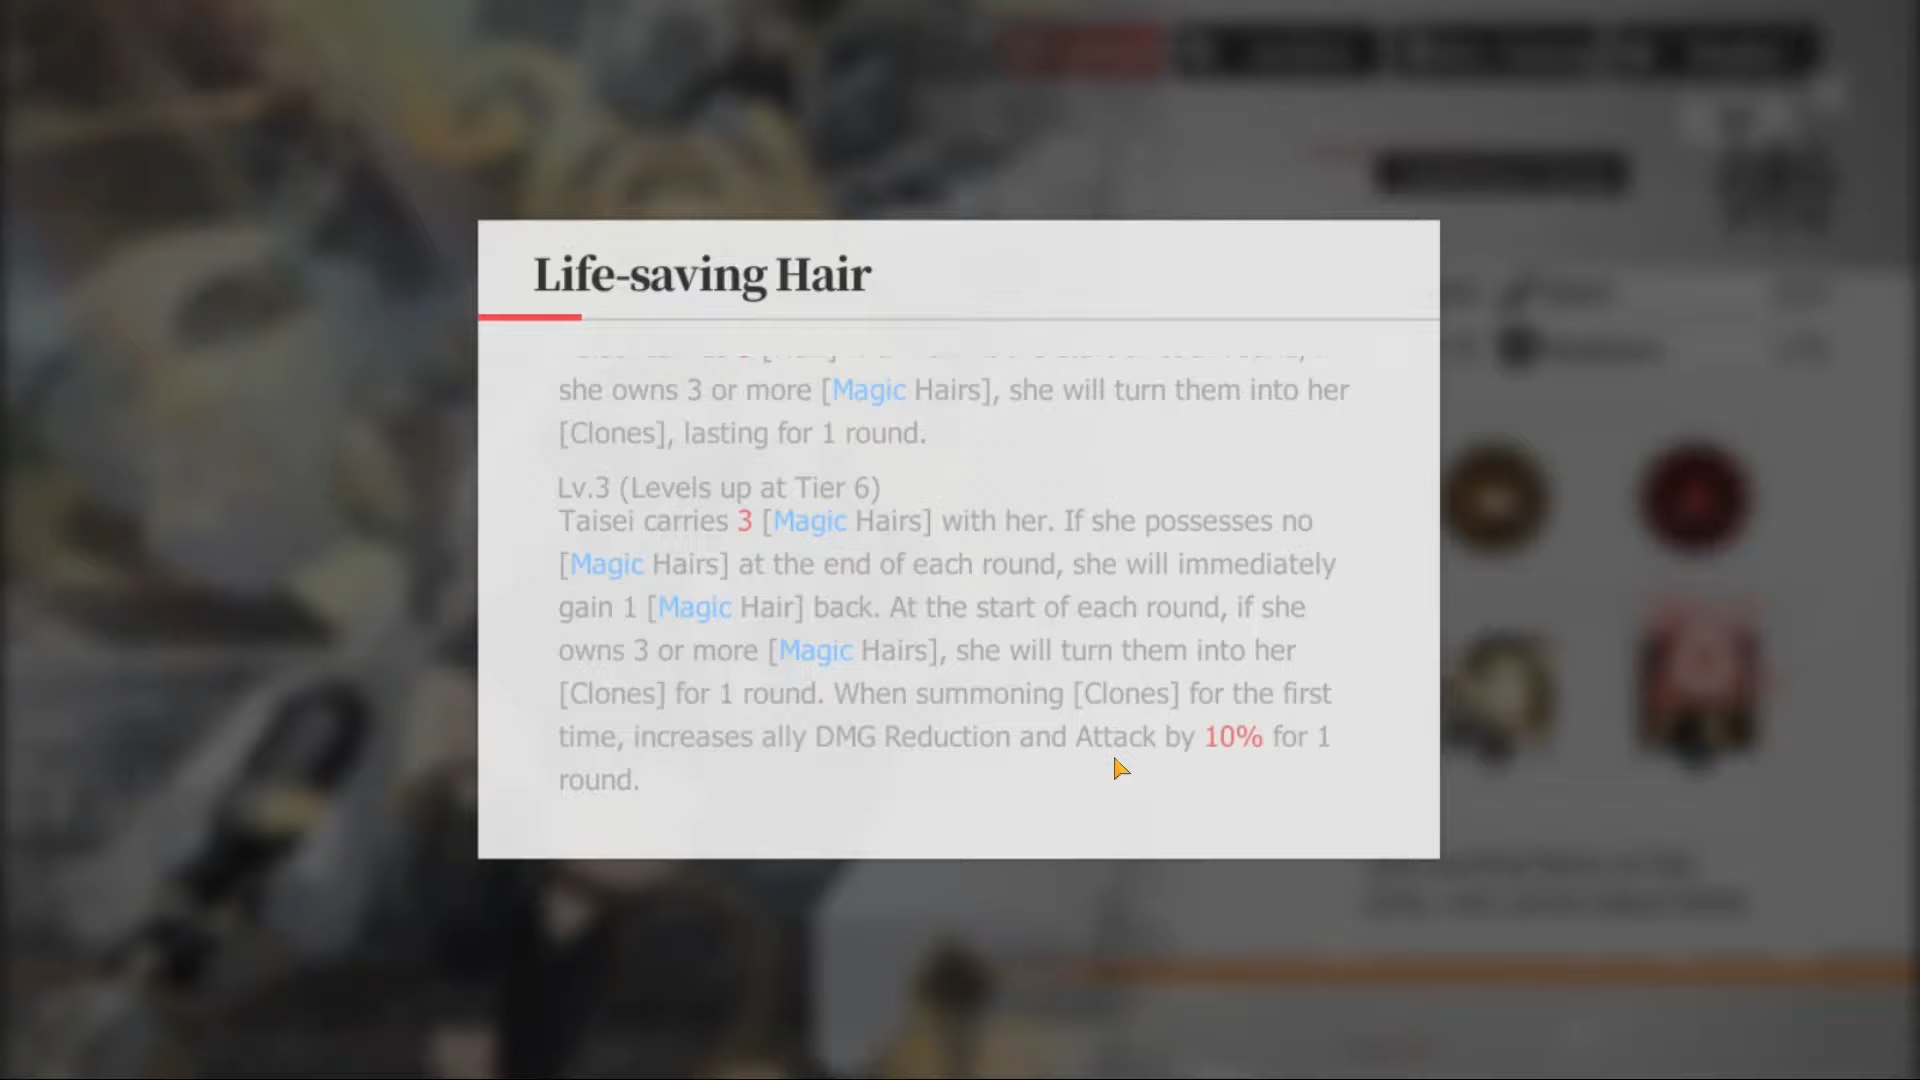 Life-saving Hair
she owns 3 or more [Magic Hairs], she will turn them into her
[Clones], lasting for 1 round.
Lv.3 (Levels up at Tier 6)
Taisei carries 3 [Magic Hairs] with her. If she possesses no
[Magic Hairs] at the end of each round, she will immediately
gain 1 [Magic Hair] back. At the start of each round, if she
owns 3 or more [Magic Hairs], she will turn them into her
[Clones] for 1 round. When summoning [Clones] for the first
time, increases ally DMG Reduction and Attack by 10% for 1
round.